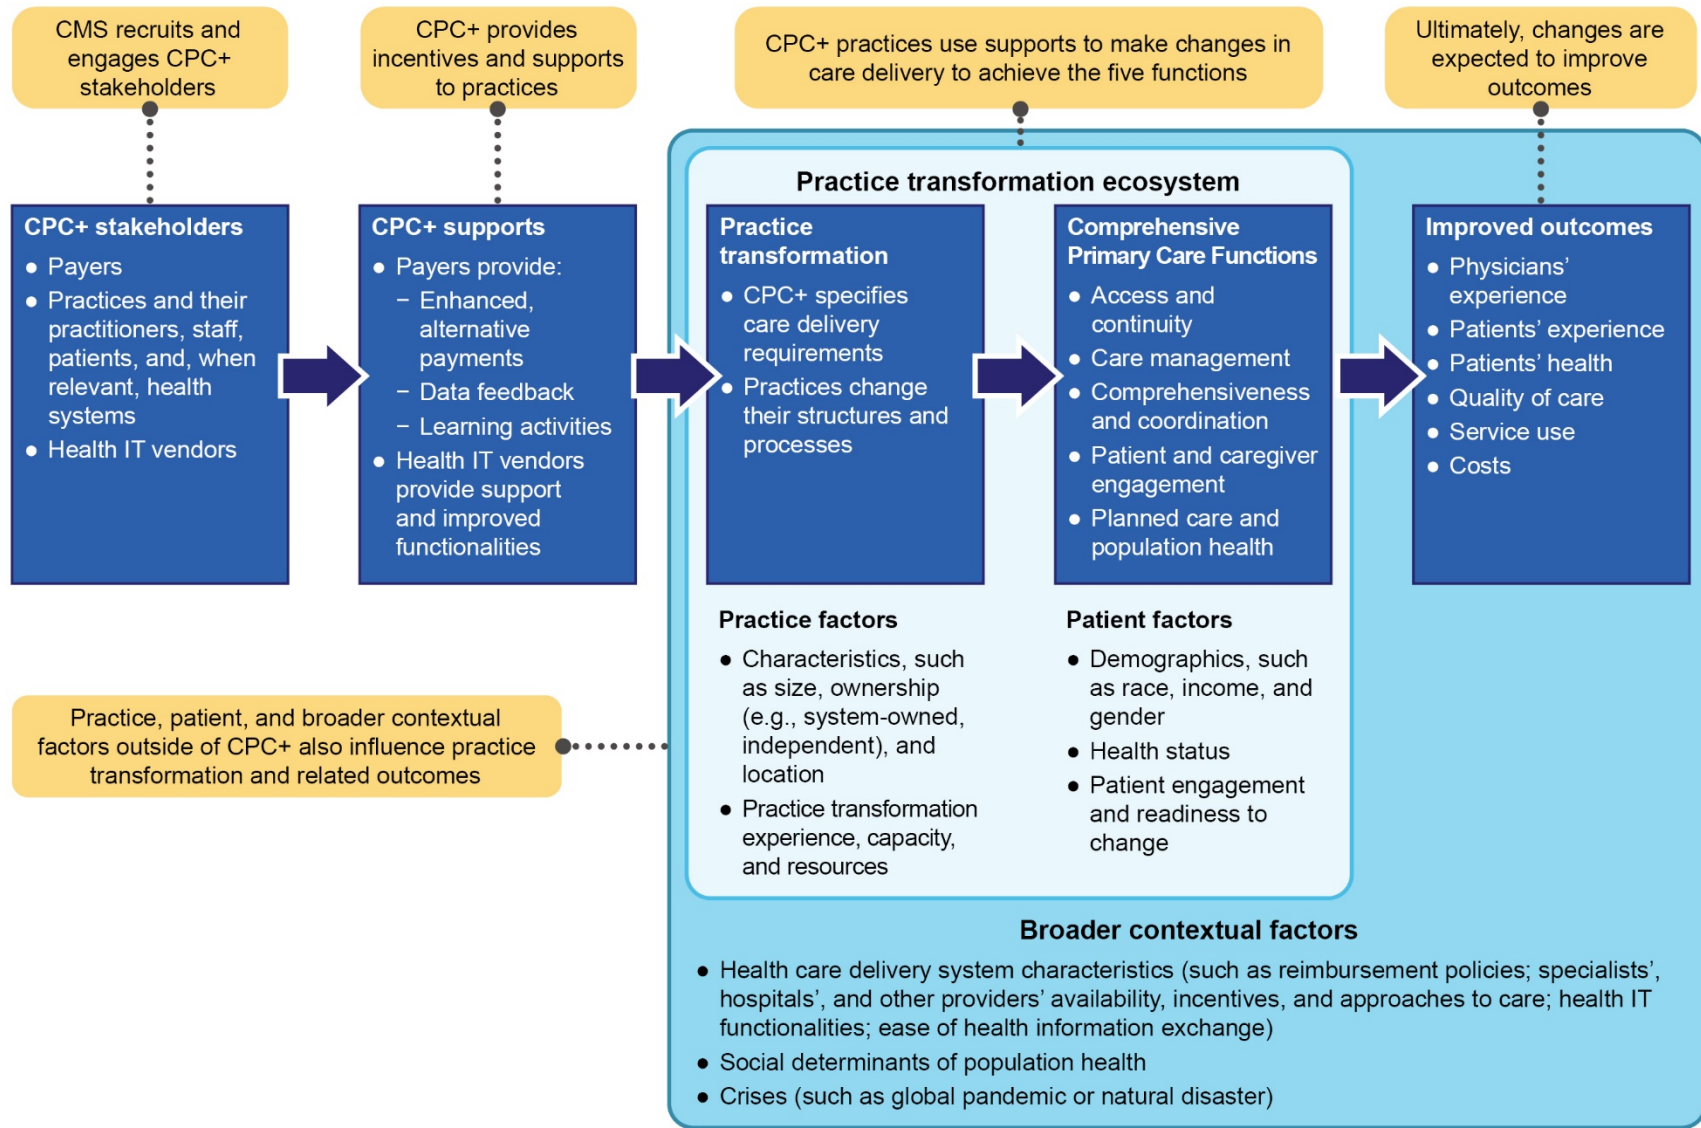 CMS recruits and
engages CPC+
stakeholders
CPC+ provides
incentives and supports
to practices
CPC+ practices use supports to make changes in
care delivery to achieve the five functions
Ultimately, changes are
expected to improve
outcomes
Practice transformation ecosystem
CPC+ stakeholders
● Payers
● Practices and their
practitioners, staff,
patients, and, when
relevant, health
systems
● Health IT vendors
CPC+ supports
● Payers provide:
− Enhanced,
alternative
payments
− Data feedback
− Learning activities
● Health IT vendors
provide support
and improved
functionalities
Practice
transformation
● CPC+ specifies
care delivery
requirements
● Practices change
their structures and
processes
Comprehensive
Primary Care Functions
● Access and
continuity
● Care management
● Comprehensiveness
and coordination
● Patient and caregiver
engagement
● Planned care and
population health
Improved outcomes
● Physicians’
experience
● Patients’ experience
● Patients’ health
● Quality of care
● Service use
● Costs
Practice factors
● Characteristics, such
as size, ownership
(e.g., system-owned,
independent), and
location
● Practice transformation
experience, capacity,
and resources
Patient factors
● Demographics, such
as race, income, and
gender
● Health status
● Patient engagement
and readiness to
change
Practice, patient, and broader contextual
factors outside of CPC+ also influence practice
transformation and related outcomes
Broader contextual factors
● Health care delivery system characteristics (such as reimbursement policies; specialists’,
hospitals’, and other providers’ availability, incentives, and approaches to care; health IT
functionalities; ease of health information exchange)
● Social determinants of population health
● Crises (such as global pandemic or natural disaster)